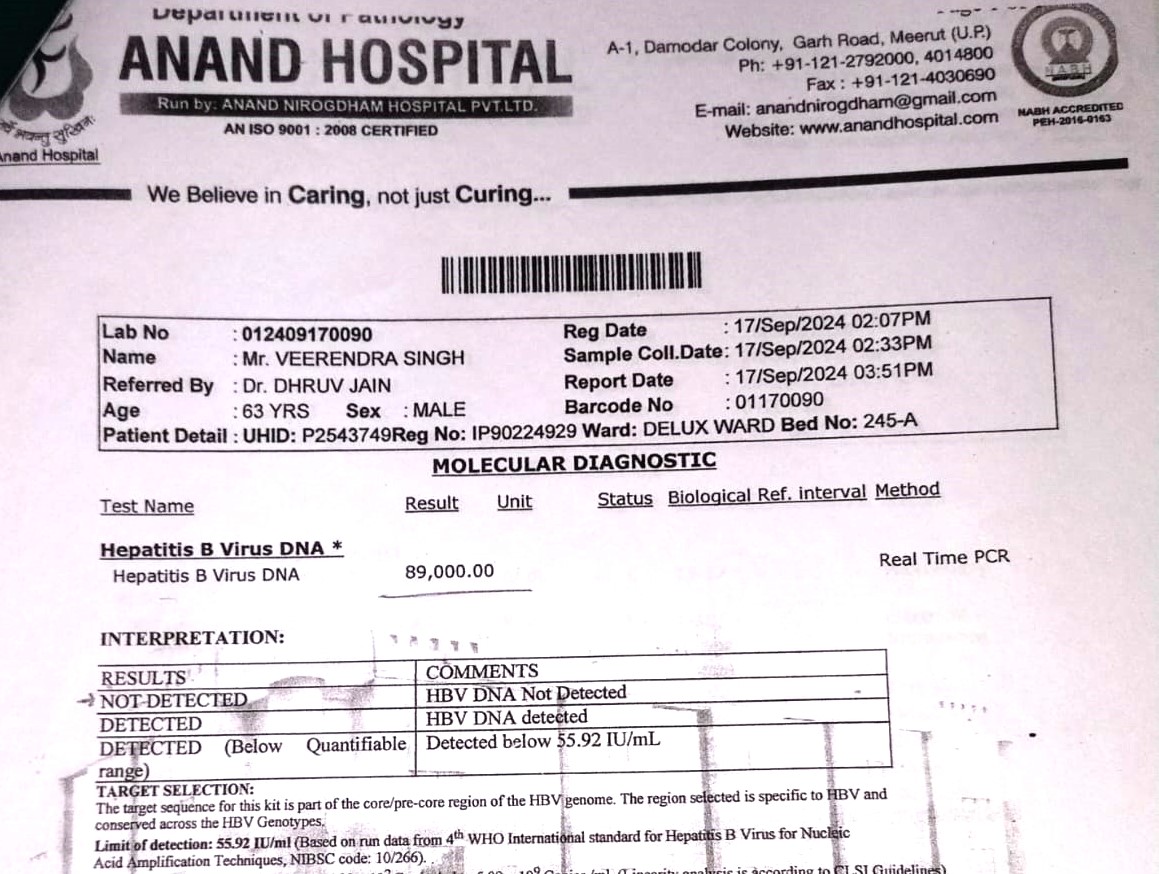 Department of Pathology
ANAND HOSPITAL
Run by: ANAND NIROGDHAM HOSPITAL PVT.LTD.
AN ISO 9001 : 2008 CERTIFIED
A-1, Damodar Colony, Garh Road, Meerut (U.P.)
Ph: +91-121-2792000, 4014800
Fax : +91-121-4030690
E-mail: anandnirogdham@gmail.com
Website: www.anandhospital.com
NABH
NABH ACCREDITED
PEH-2016-0163
Anand Hospital
We Believe in Caring, not just Curing...
Lab No : 012409170090 Reg Date : 17/Sep/2024 02:07PM
Name : Mr. VEERENDRA SINGH Sample Coll.Date: 17/Sep/2024 02:33PM
Referred By : Dr. DHRUV JAIN Report Date : 17/Sep/2024 03:51PM
Age : 63 YRS Sex : MALE Barcode No : 01170090
Patient Detail : UHID: P2543749Reg No: IP90224929 Ward: DELUX WARD Bed No: 245-A
MOLECULAR DIAGNOSTIC
Test Name Result Unit Status Biological Ref. interval Method
Hepatitis B Virus DNA *
Hepatitis B Virus DNA 89,000.00 Real Time PCR
INTERPRETATION:
RESULTS COMMENTS
NOT-DETECTED HBV DNA Not Detected
DETECTED HBV DNA detected
DETECTED (Below Quantifiable Detected below 55.92 IU/mL
range)
TARGET SELECTION:
The target sequence for this kit is part of the core/pre-core region of the HBV genome. The region selected is specific to HBV and
conserved across the HBV Genotypes.
Limit of detection: 55.92 IU/ml (Based on run data from 4th WHO International standard for Hepatitis B Virus for Nucleic
Acid Amplification Techniques, NIBSC code: 10/266).
(Linearity analysis is according to CLSI Guidelines)